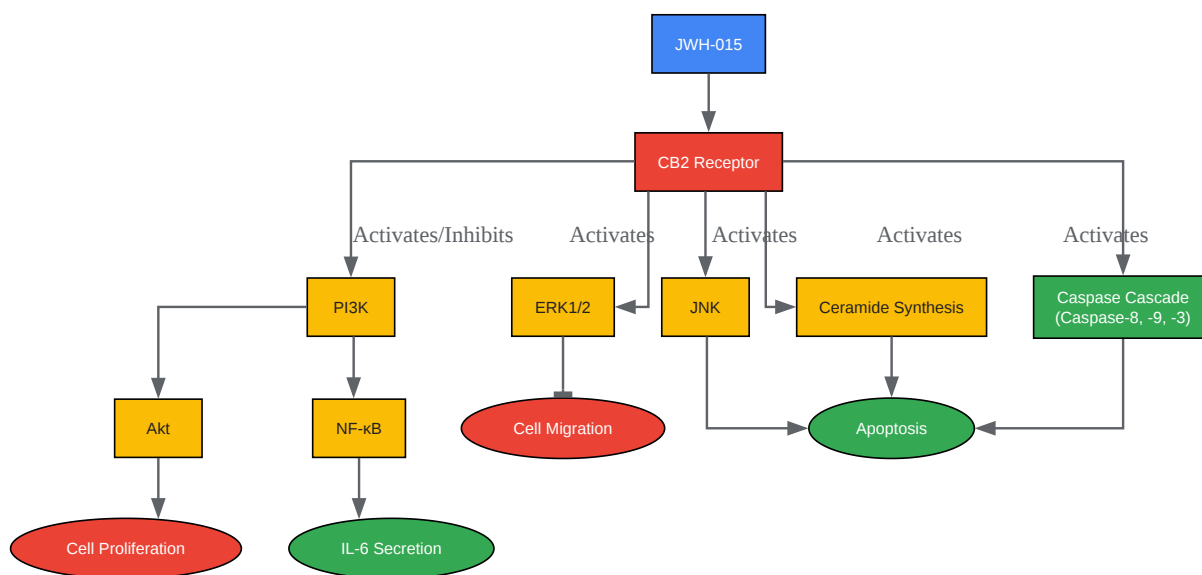 JWH-015
CB2 Receptor
Activates/Inhibits
Activates
Activates
Activates
Activates
PI3K
ERK1/2
JNK
Ceramide Synthesis
Caspase Cascade
(Caspase-8, -9, -3)
Akt
NF-κB
Cell Migration
Apoptosis
Cell Proliferation
IL-6 Secretion